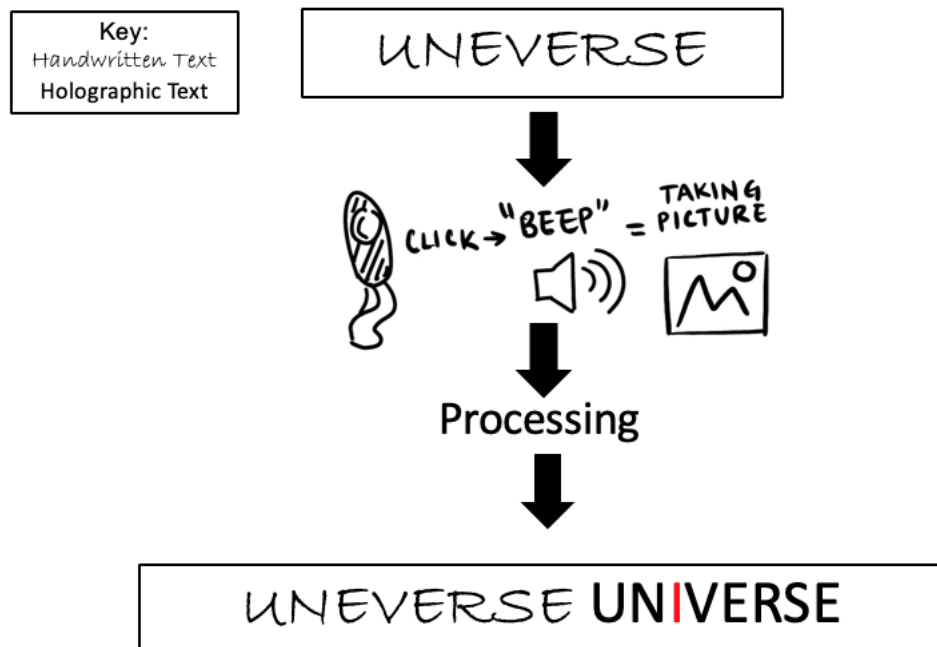 Key:
Handwritten Text
Holographic Text
UNEVERSE
CLICK → "BEEP" = TAKING PICTURE
Processing
UNEVERSE UNIVERSE